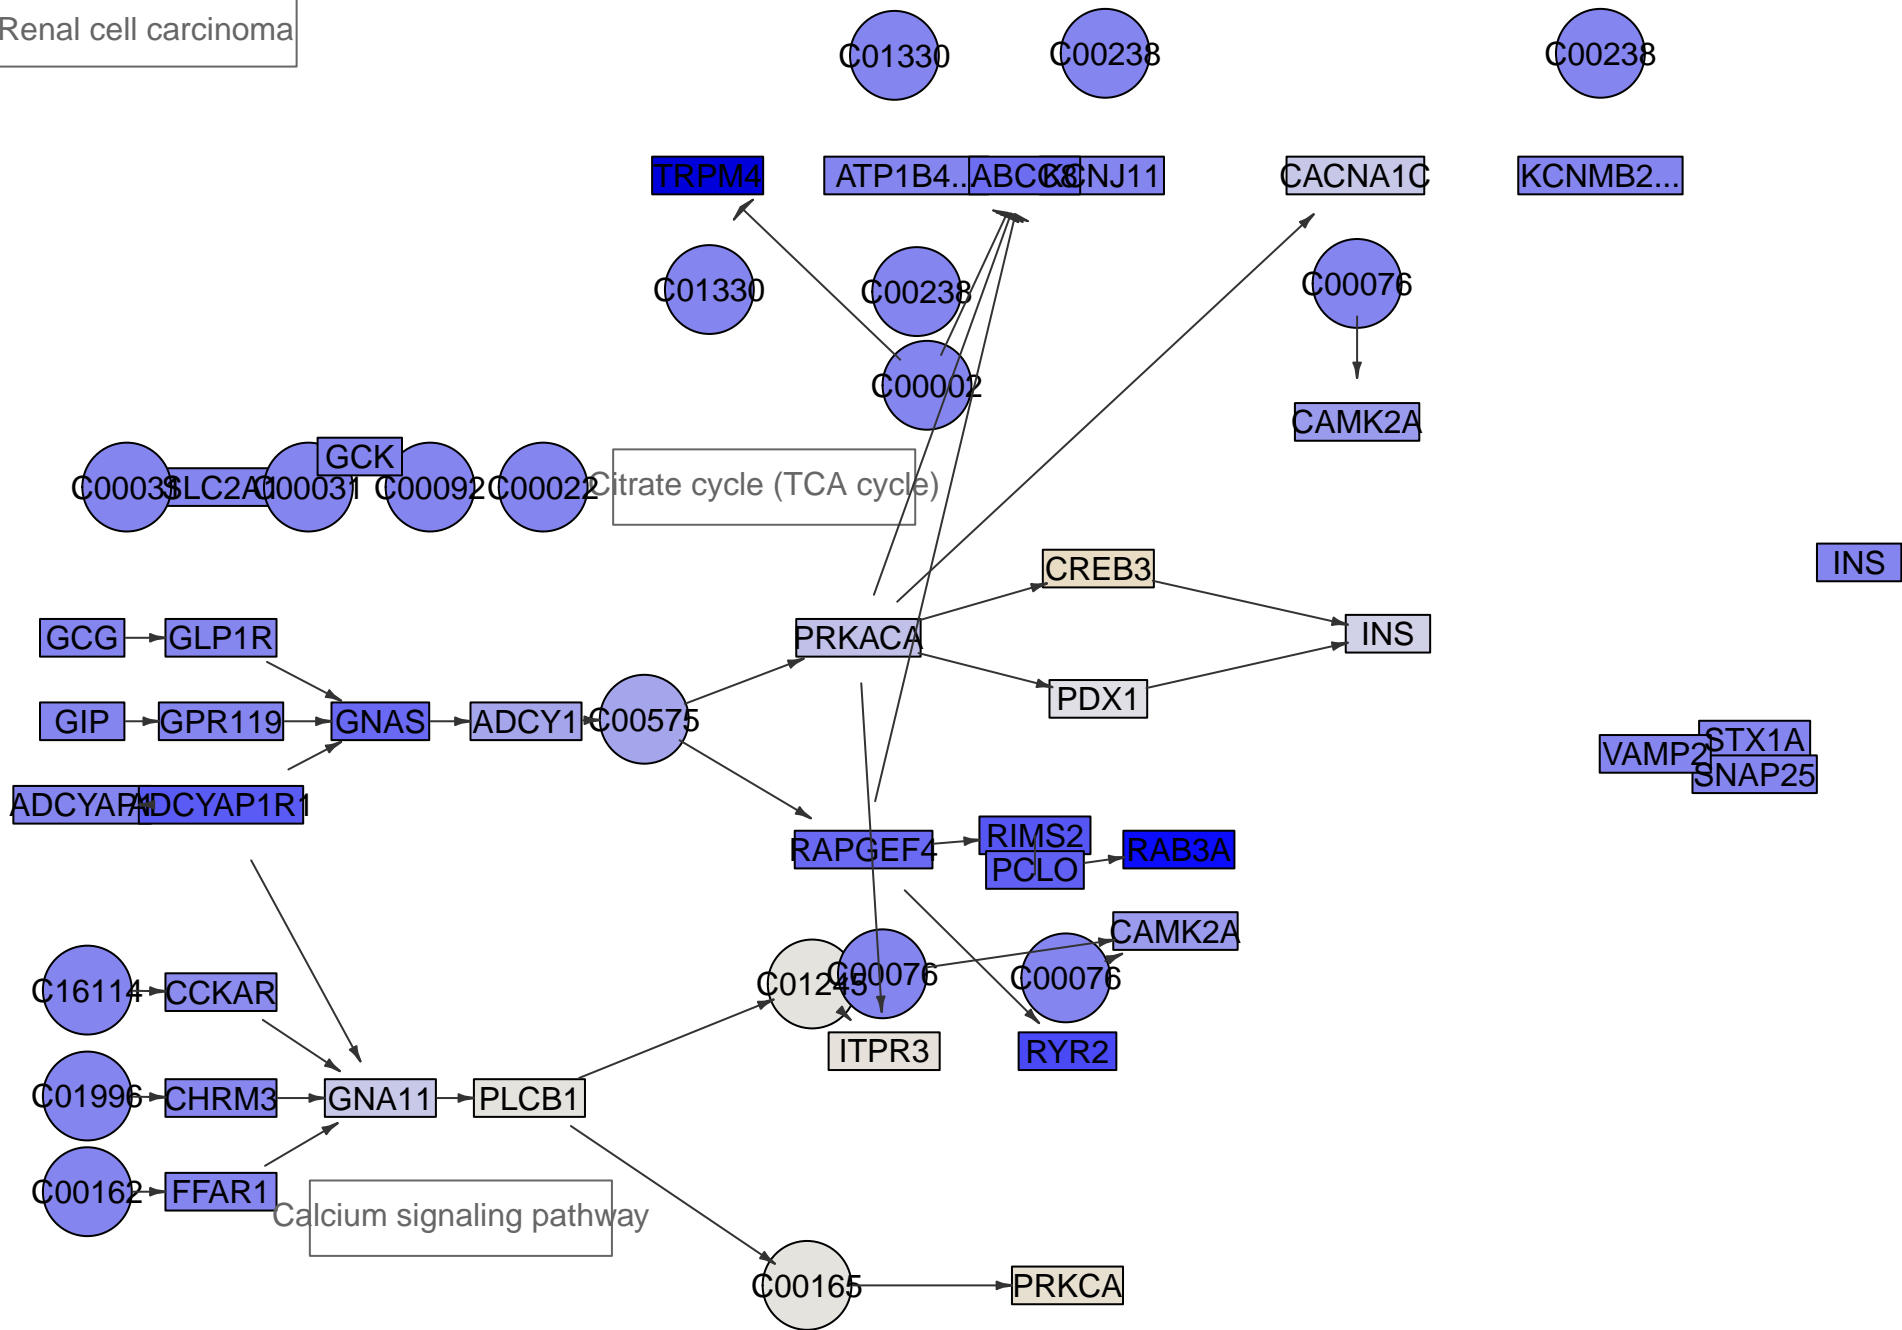 Renal cell carcinoma
C01330
C00238
C00238
TRPM4
ATP1B4...
ABCC8
KCNJ11
CACNA1C
KCNMB2...
C01330
C00238
C00076
C00002
CAMK2A
C00031
SLC2A1
C00031
GCK
C00092
C00022
Citrate cycle (TCA cycle)
CREB3
INS
GCG
GLP1R
PRKACA
INS
GIP
GPR119
GNAS
ADCY1
C00575
PDX1
VAMP2
STX1A
SNAP25
ADCYAP1
ADCYAP1R1
RAPGEF4
RIMS2
PCLO
RAB3A
CAMK2A
C16114
CCKAR
C01245
C00076
C00076
ITPR3
RYR2
C01996
CHRM3
GNA11
PLCB1
C00162
FFAR1
Calcium signaling pathway
C00165
PRKCA